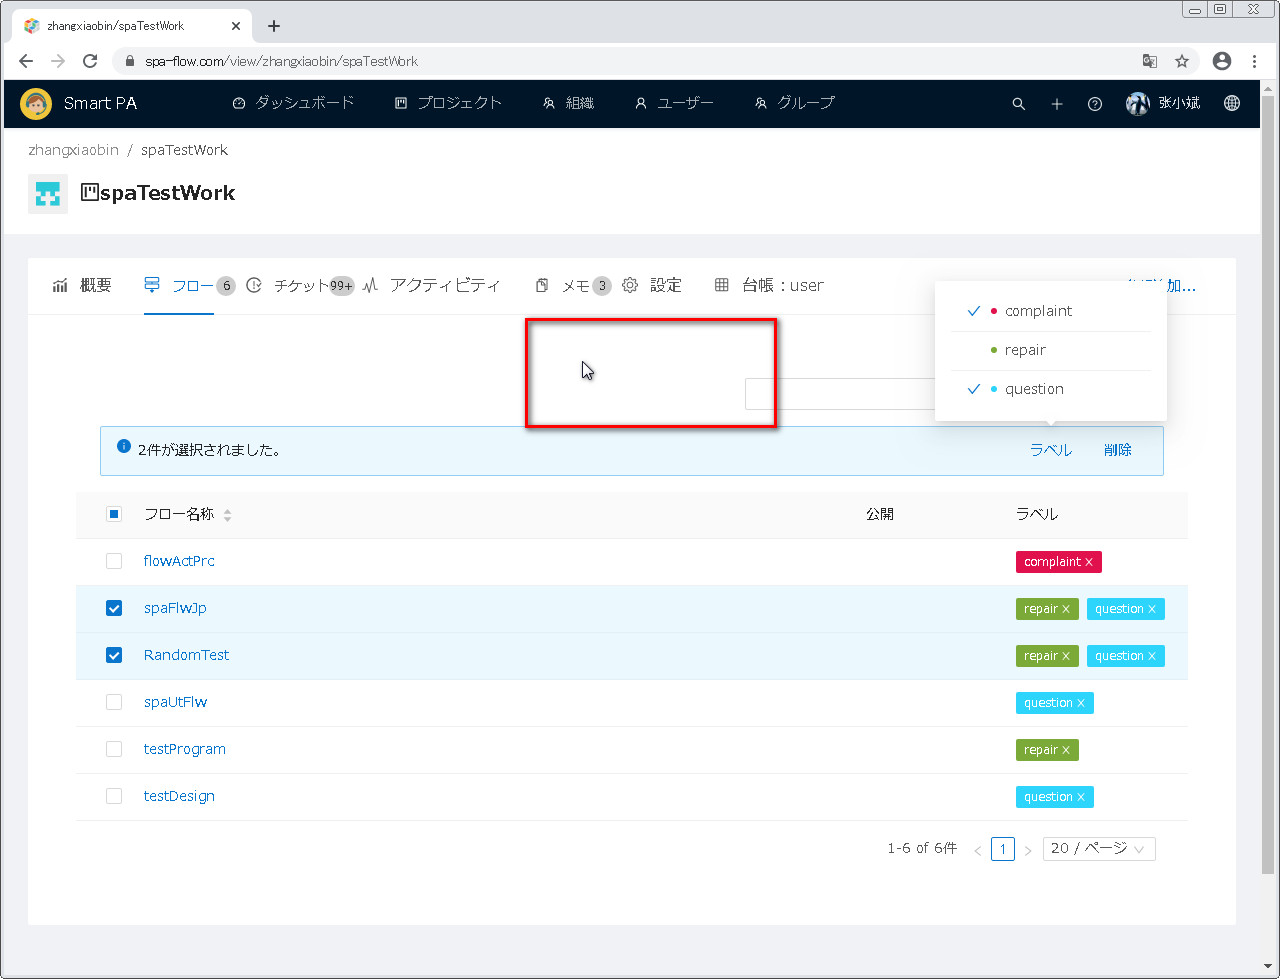 zhangxiaobin/spaTestWork
spa-flow.com/view/zhangxiaobin/spaTestWork
Smart PA ダッシュボード プロジェクト 組織 ユーザー グループ 张小斌
zhangxiaobin / spaTestWork
spaTestWork
概要 フロー 6 チケット 99+ アクティビティ メモ 3 設定 台帳：user 加...
complaint
repair
question
2件が選択されました。 ラベル 削除
フロー名称 公開 ラベル
flowActPrc complaint
spaFlwJp repair question
RandomTest repair question
spaUtFlw question
testProgram repair
testDesign question
1-6 of 6件 1 20 / ページ